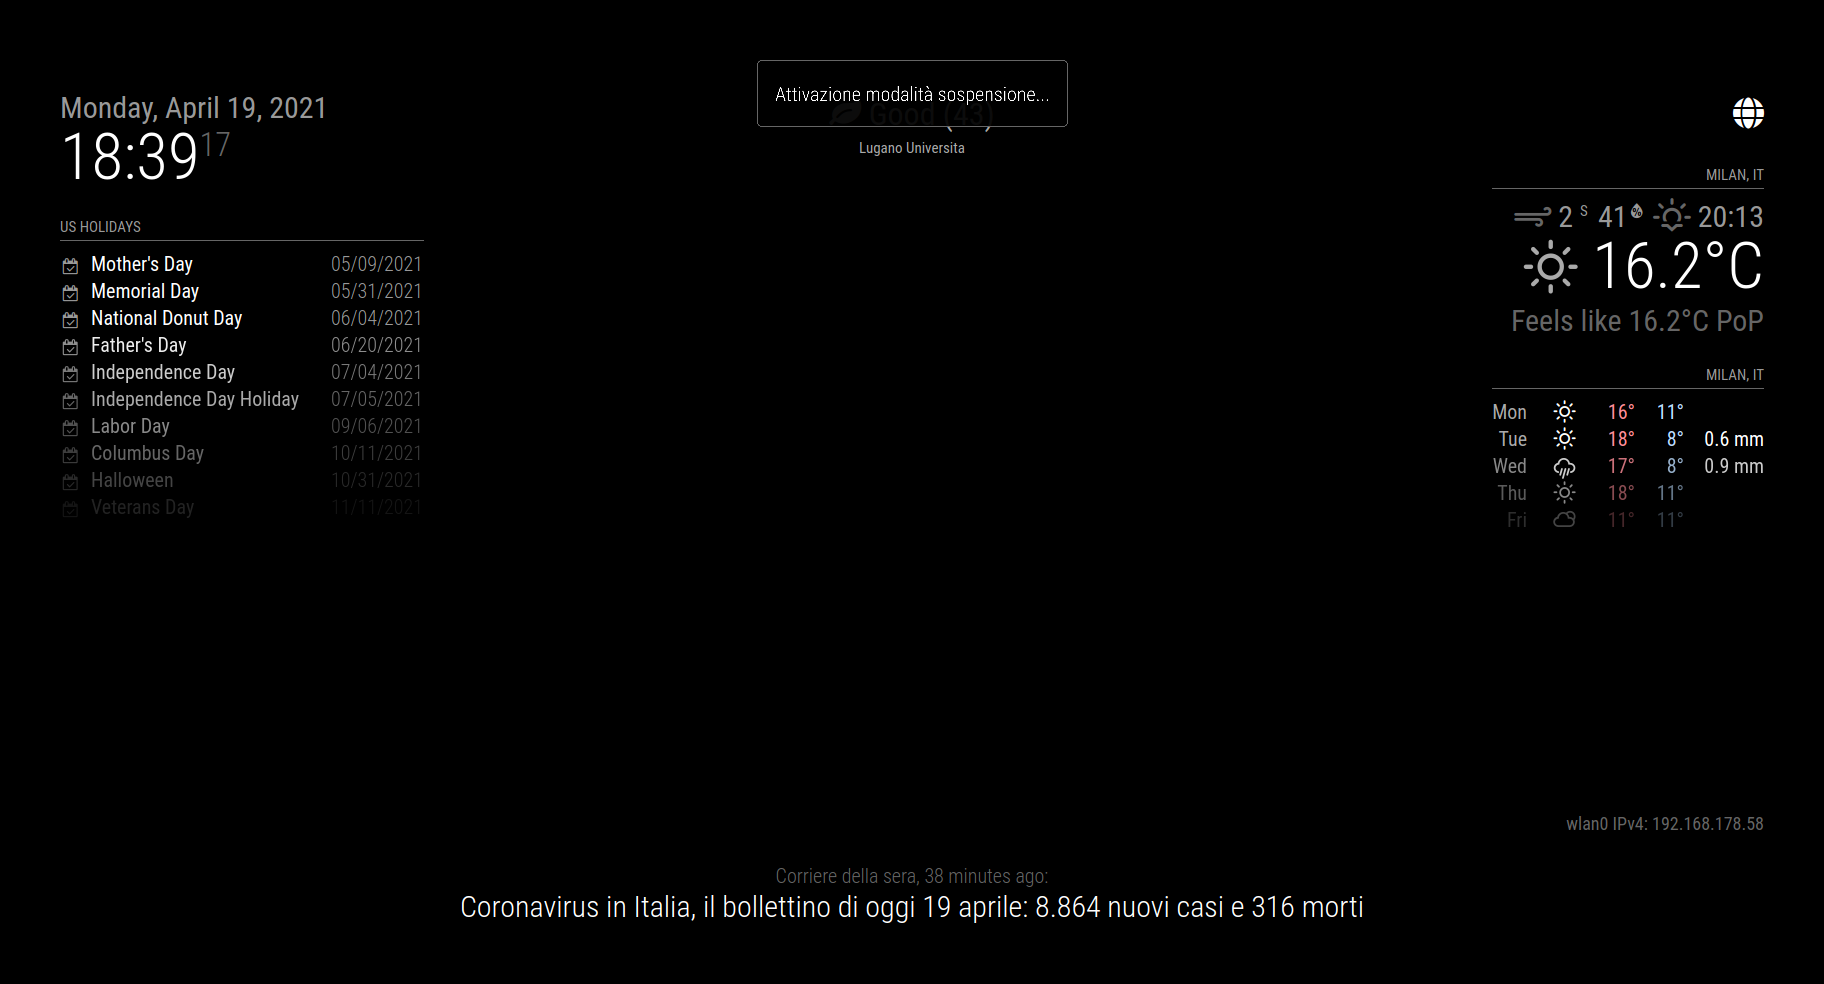 Monday, April 19, 2021
18:39 17
US HOLIDAYS
Mother's Day 05/09/2021
Memorial Day 05/31/2021
National Donut Day 06/04/2021
Father's Day 06/20/2021
Independence Day 07/04/2021
Independence Day Holiday 07/05/2021
Labor Day 09/06/2021
Columbus Day 10/11/2021
Halloween 10/31/2021
Veterans Day 11/11/2021
Attivazione modalità sospensione...
Good (43)
Lugano Universita
MILAN, IT
2 S 41 % 20:13
16.2°C
Feels like 16.2°C PoP
MILAN, IT
Mon 16° 11°
Tue 18° 8° 0.6 mm
Wed 17° 8° 0.9 mm
Thu 18° 11°
Fri 11° 11°
wlan0 IPv4: 192.168.178.58
Corriere della sera, 38 minutes ago:
Coronavirus in Italia, il bollettino di oggi 19 aprile: 8.864 nuovi casi e 316 morti